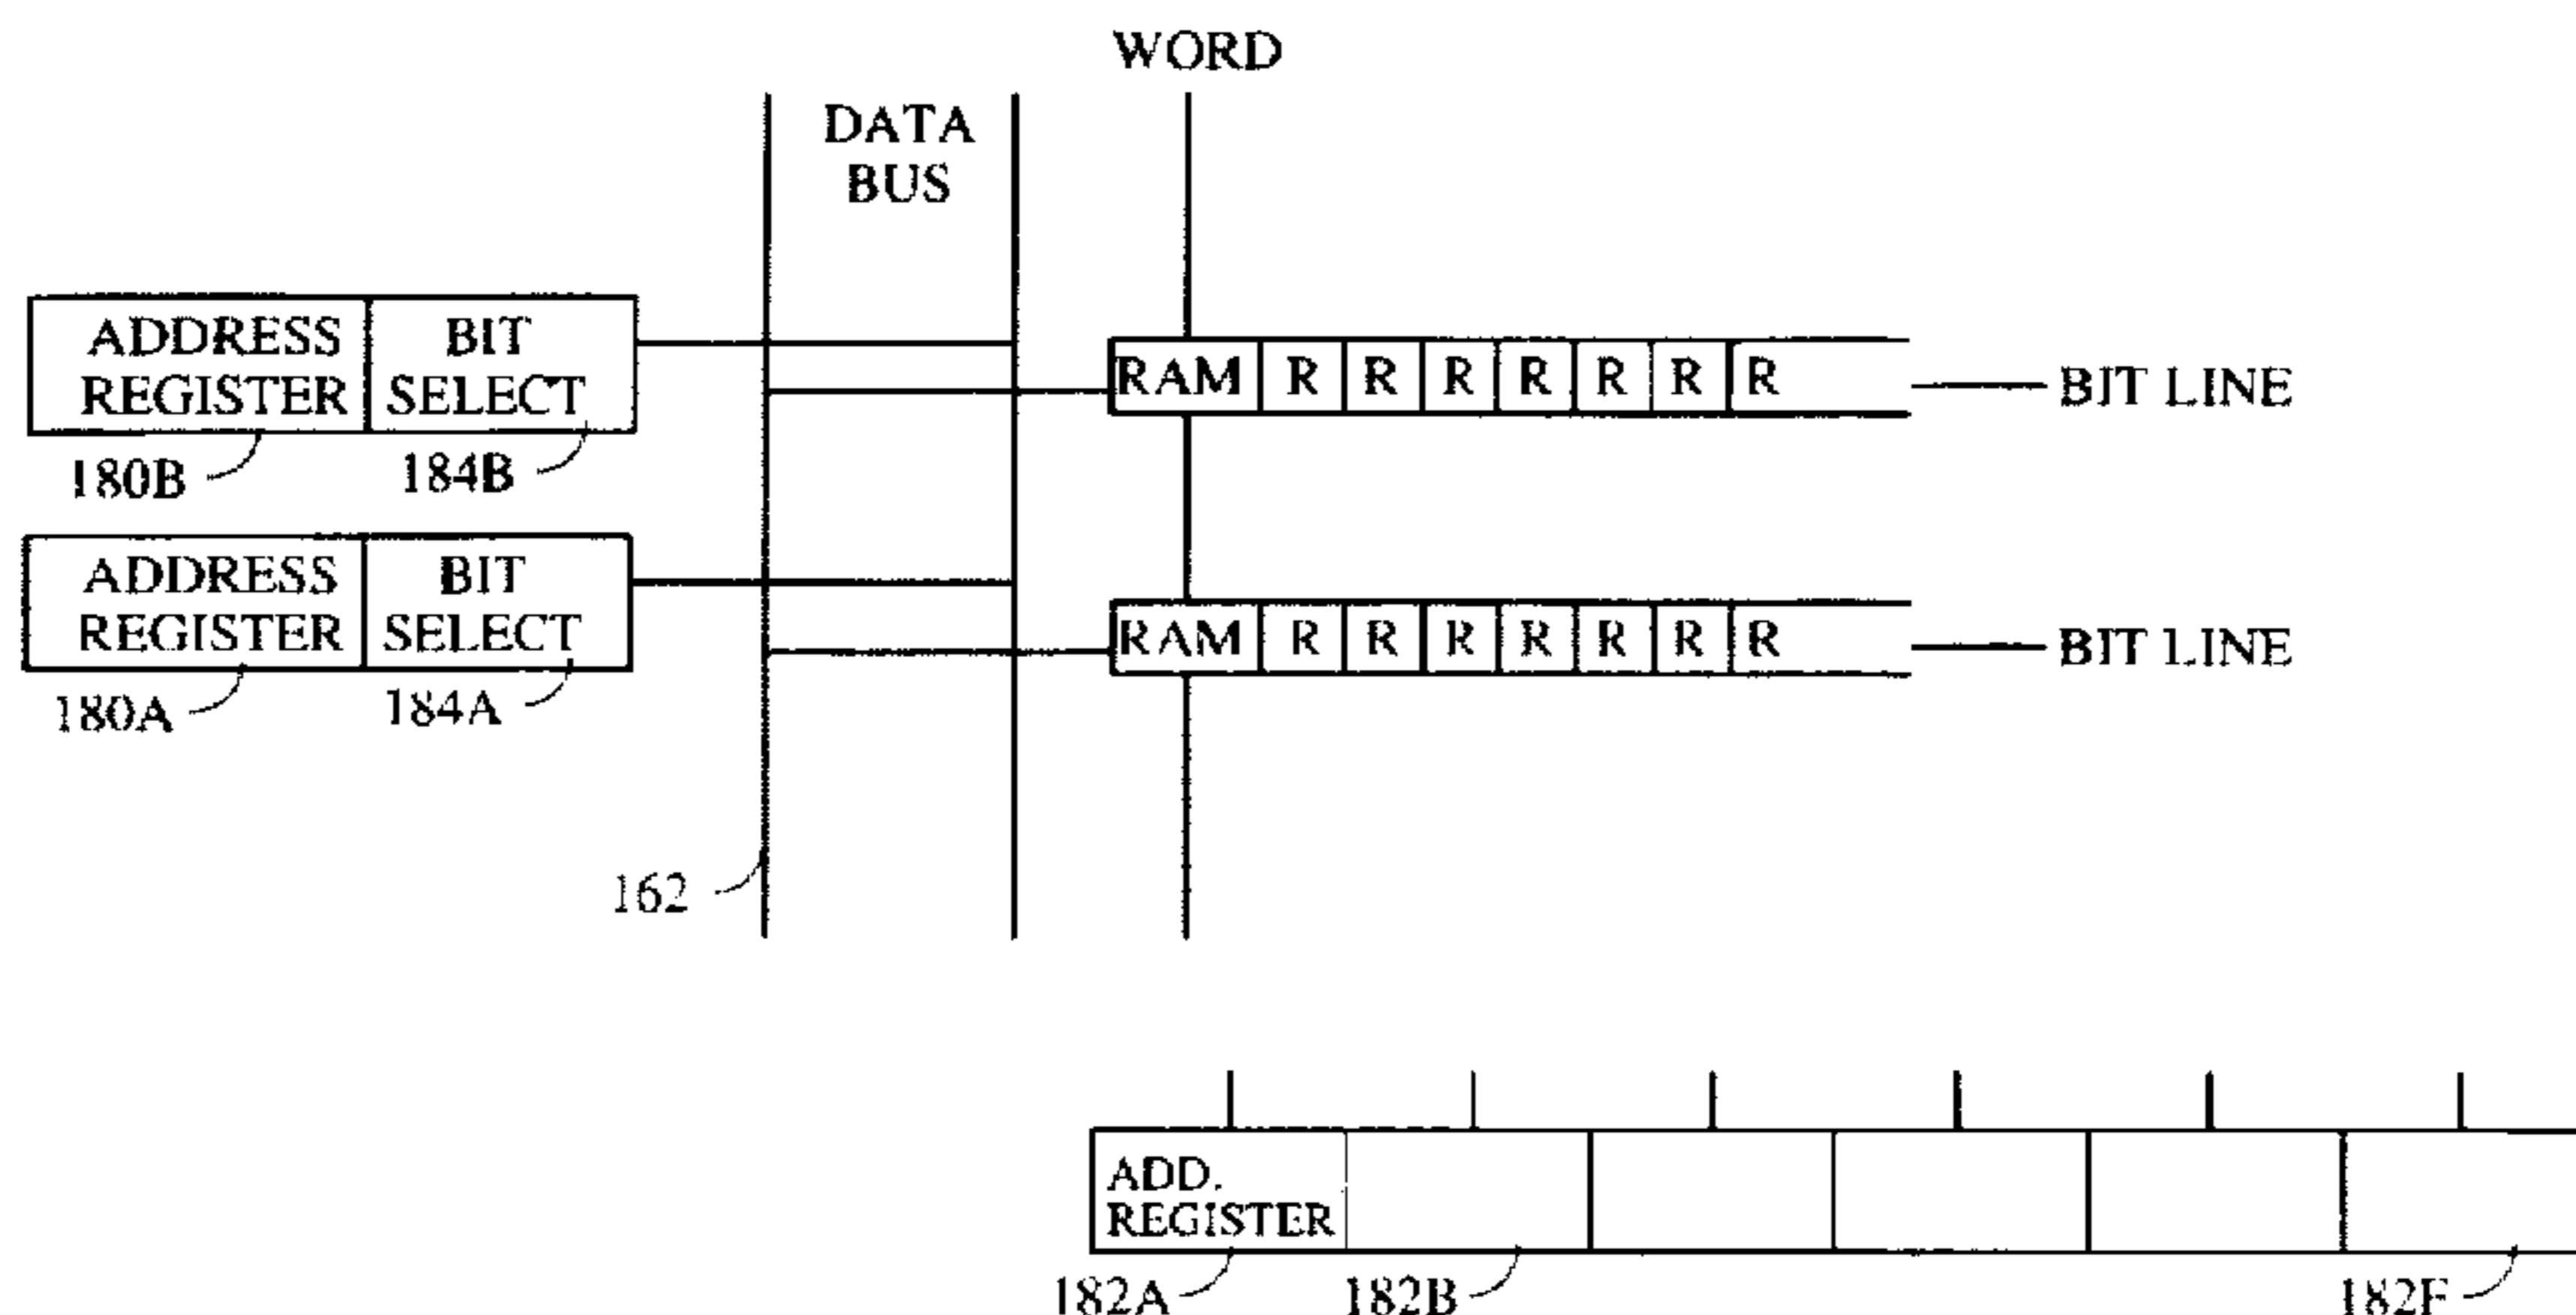 WORD
DATA
BUS
ADDRESS
REGISTER
BIT
SELECT
RAM R R R R R R R
BIT LINE
180B
184B
ADDRESS
REGISTER
BIT
SELECT
RAM R R R R R R R
BIT LINE
180A
184A
162
ADD.
REGISTER
182A
182B
182F